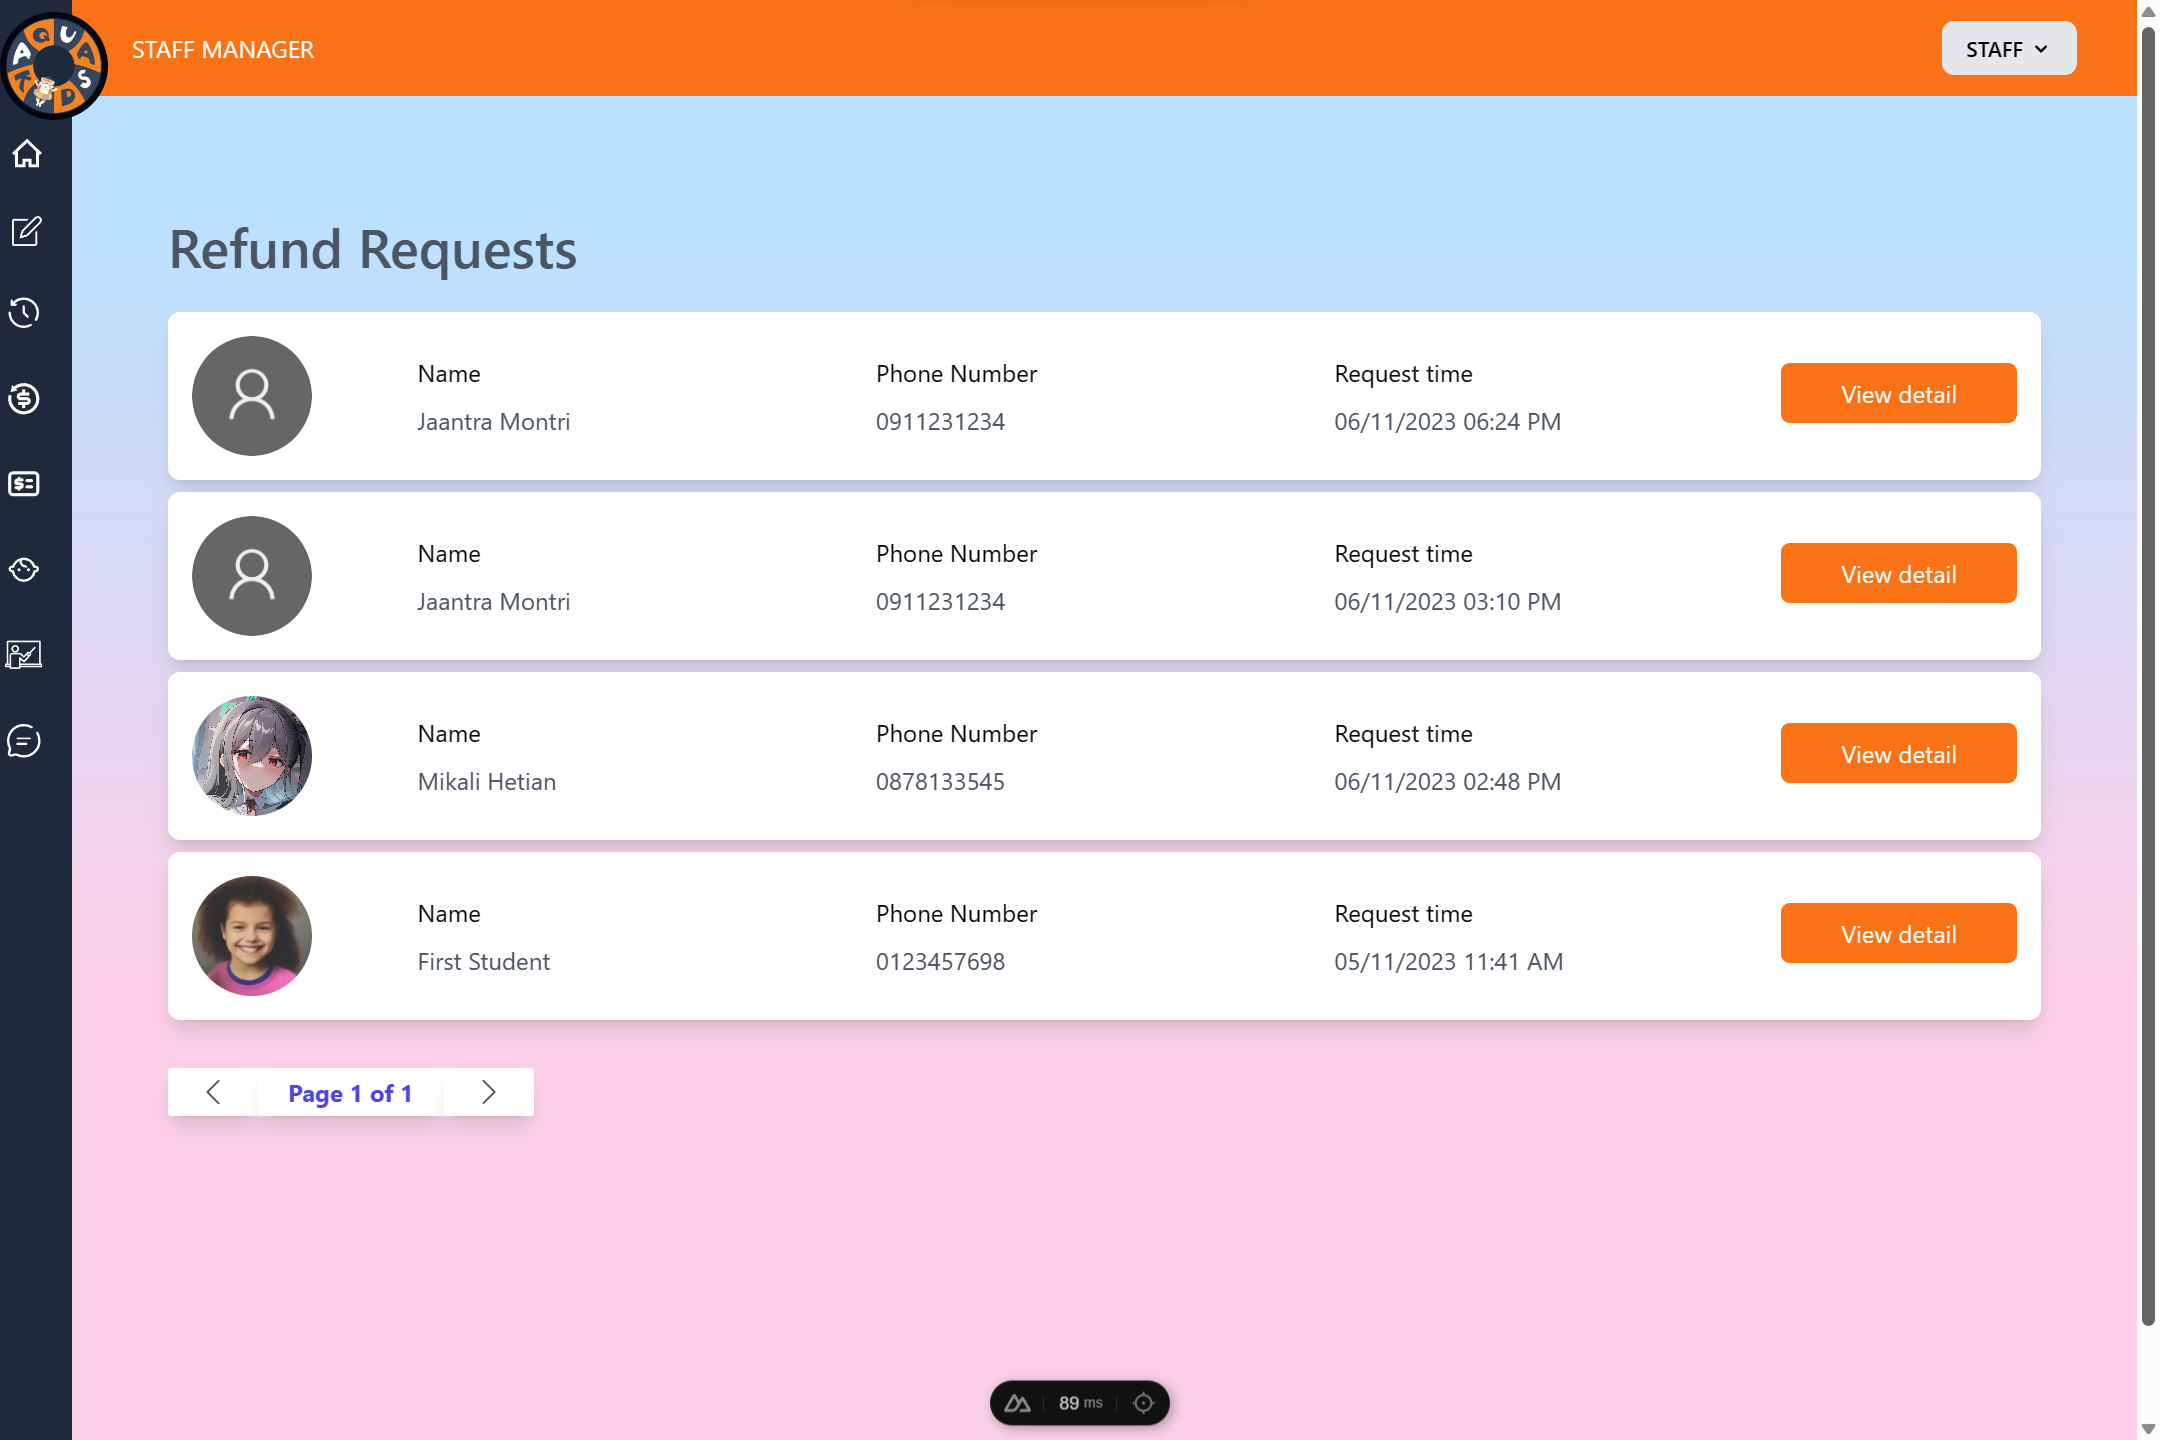 AQUA
KIDS
STAFF MANAGER
STAFF
Refund Requests
Name
Phone Number
Request time
View detail
Jaantra Montri
0911231234
06/11/2023 06:24 PM
Name
Phone Number
Request time
View detail
Jaantra Montri
0911231234
06/11/2023 03:10 PM
Name
Phone Number
Request time
View detail
Mikali Hetian
0878133545
06/11/2023 02:48 PM
Name
Phone Number
Request time
View detail
First Student
0123457698
05/11/2023 11:41 AM
Page 1 of 1
89 ms